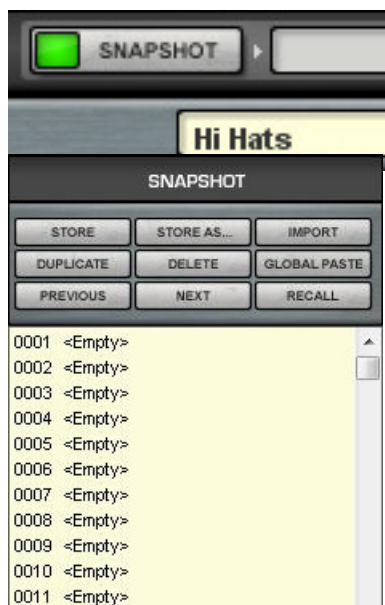 SNAPSHOT
Hi Hats
SNAPSHOT
STORE STORE AS... IMPORT
DUPLICATE DELETE GLOBAL PASTE
PREVIOUS NEXT RECALL
0001 <Empty>
0002 <Empty>
0003 <Empty>
0004 <Empty>
0005 <Empty>
0006 <Empty>
0007 <Empty>
0008 <Empty>
0009 <Empty>
0010 <Empty>
0011 <Empty>